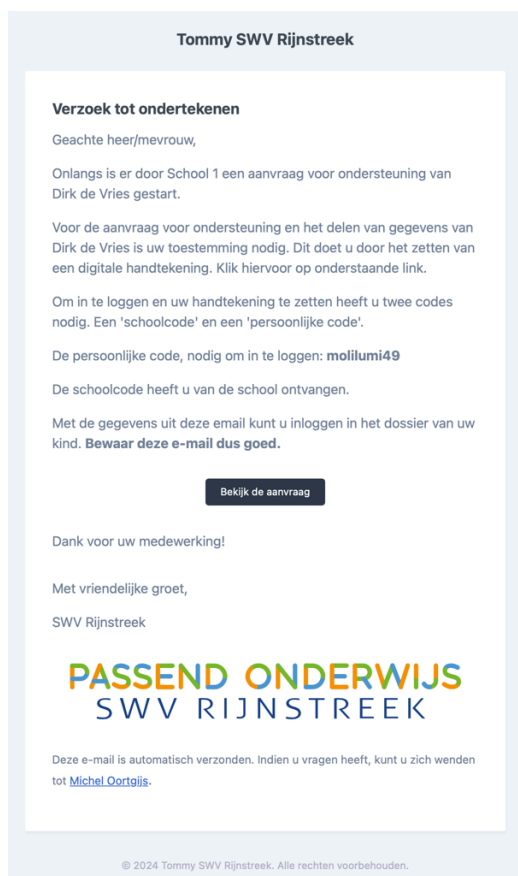 Tommy SWV Rijnstreek
Verzoek tot ondertekenen
Geachte heer/mevrouw,
Onlangs is er door School 1 een aanvraag voor ondersteuning van
Dirk de Vries gestart.
Voor de aanvraag voor ondersteuning en het delen van gegevens van
Dirk de Vries is uw toestemming nodig. Dit doet u door het zetten van
een digitale handtekening. Klik hiervoor op onderstaande link.
Om in te loggen en uw handtekening te zetten heeft u twee codes
nodig. Een 'schoolcode' en een 'persoonlijke code'.
De persoonlijke code, nodig om in te loggen: molilumi49
De schoolcode heeft u van de school ontvangen.
Met de gegevens uit deze email kunt u inloggen in het dossier van uw
kind. Bewaar deze e-mail dus goed.
Bekijk de aanvraag
Dank voor uw medewerking!
Met vriendelijke groet,
SWV Rijnstreek
PASSEND ONDERWIJS
SWV RIJNSTREEK
Deze e-mail is automatisch verzonden. Indien u vragen heeft, kunt u zich wenden
tot Michel Oortgijs.
© 2024 Tommy SWV Rijnstreek. Alle rechten voorbehouden.